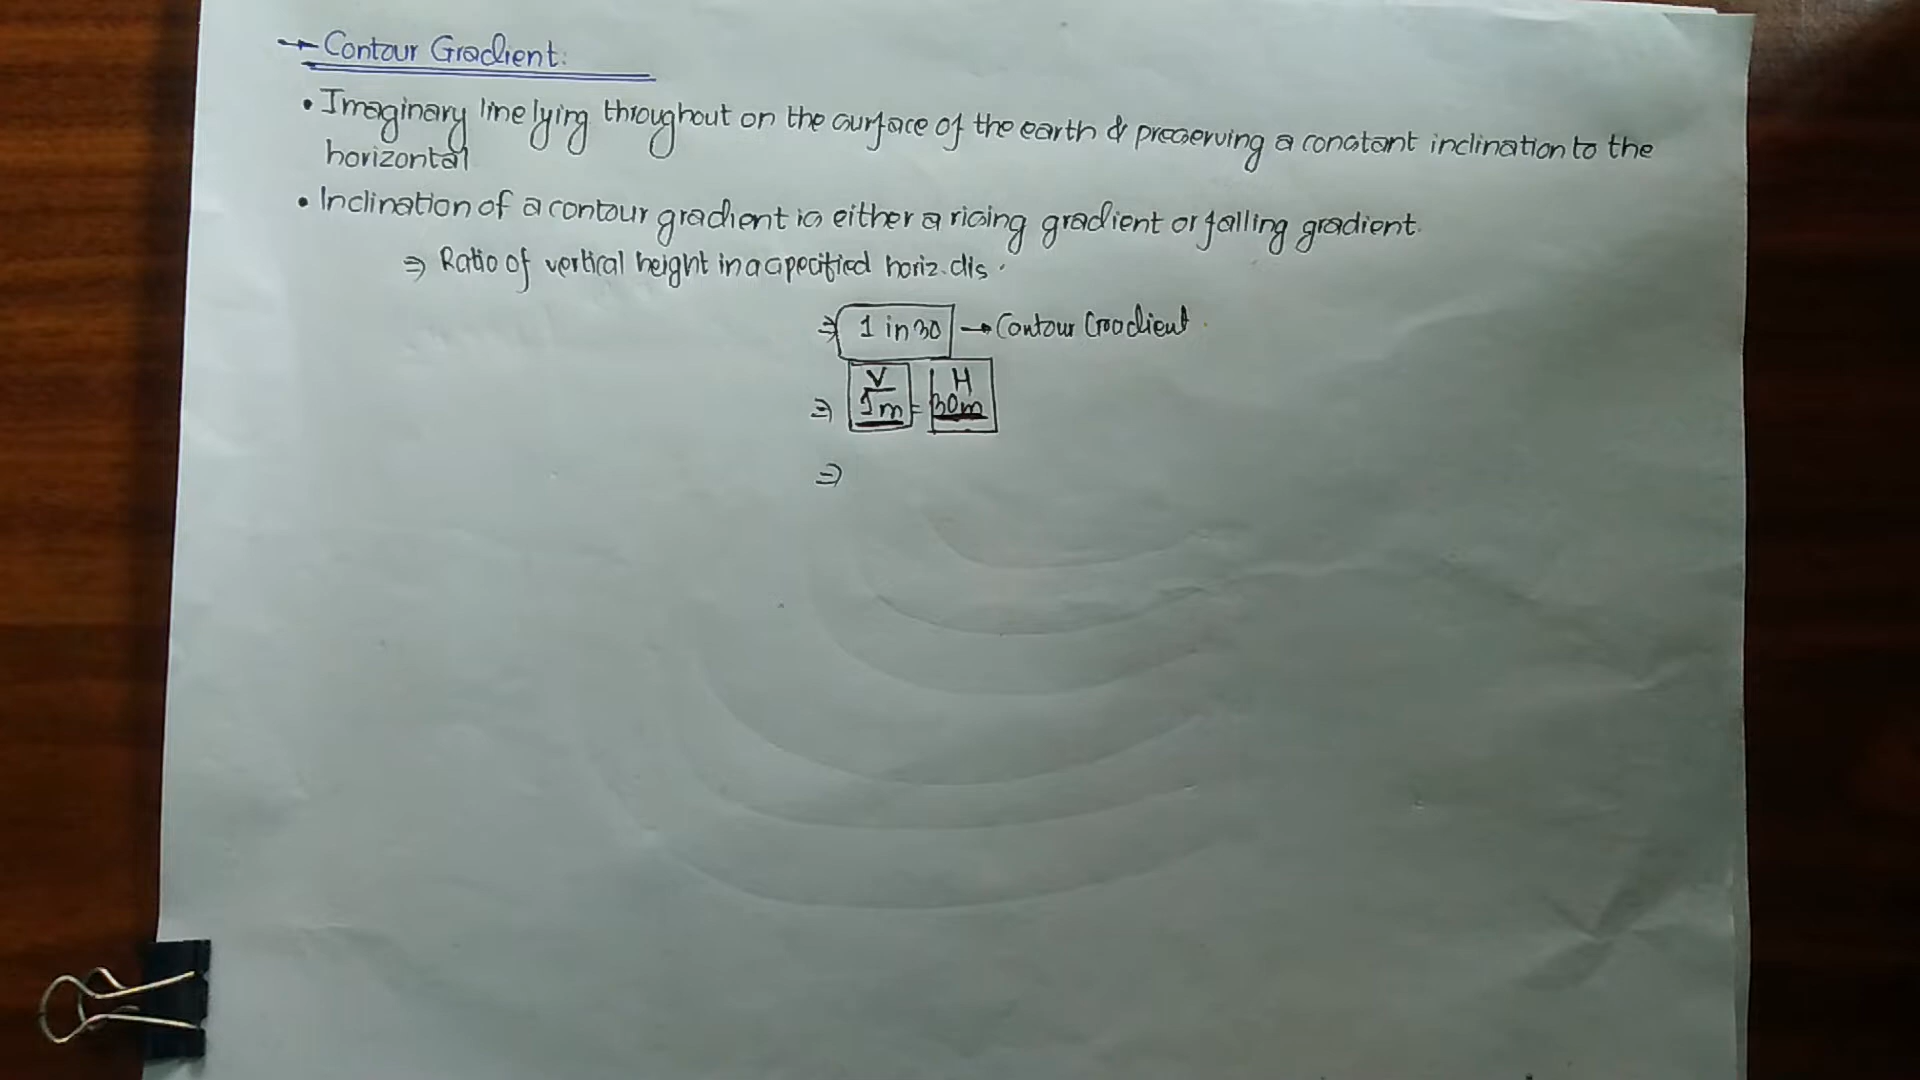 → Contour Gradient:
• Imaginary line lying throughout on the surface of the earth & preserving a constant inclination to the
horizontal
• Inclination of a contour gradient is either a rising gradient or falling gradient.
⇒ Ratio of vertical height in a specified horiz. dis.
⇒ 1 in 30 → Contour Gradient
V H
⇒ 1m = 30m
⇒